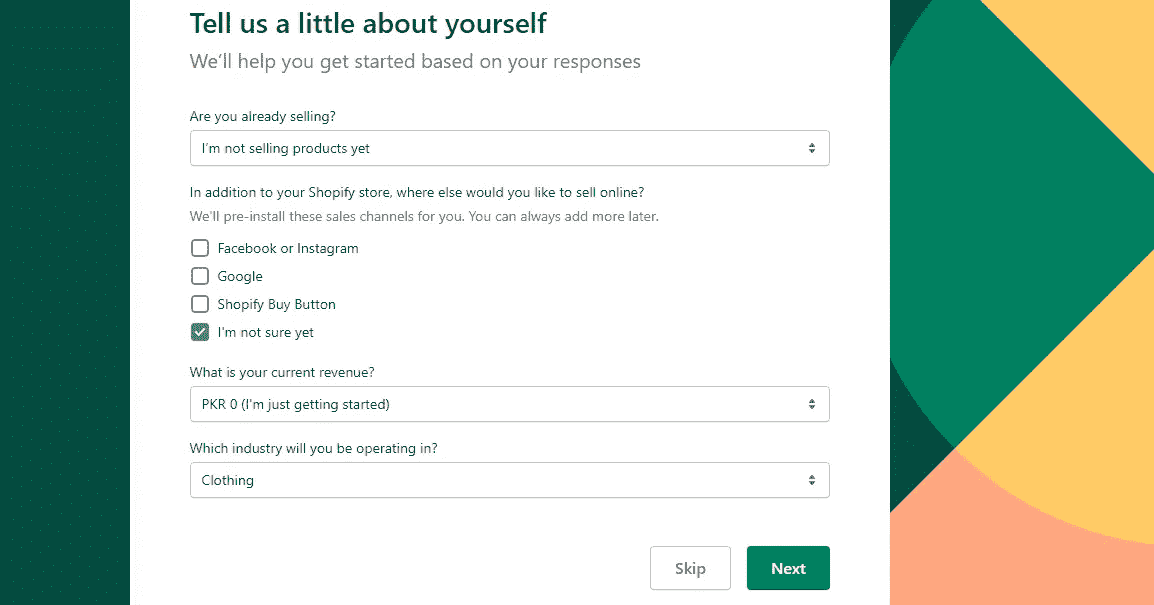 Tell us a little about yourself
We’ll help you get started based on your responses
Are you already selling?
I'm not selling products yet
In addition to your Shopify store, where else would you like to sell online?
We'll pre-install these sales channels for you. You can always add more later.
Facebook or Instagram
Google
Shopify Buy Button
I'm not sure yet
What is your current revenue?
PKR 0 (I'm just getting started)
Which industry will you be operating in?
Clothing
Skip
Next